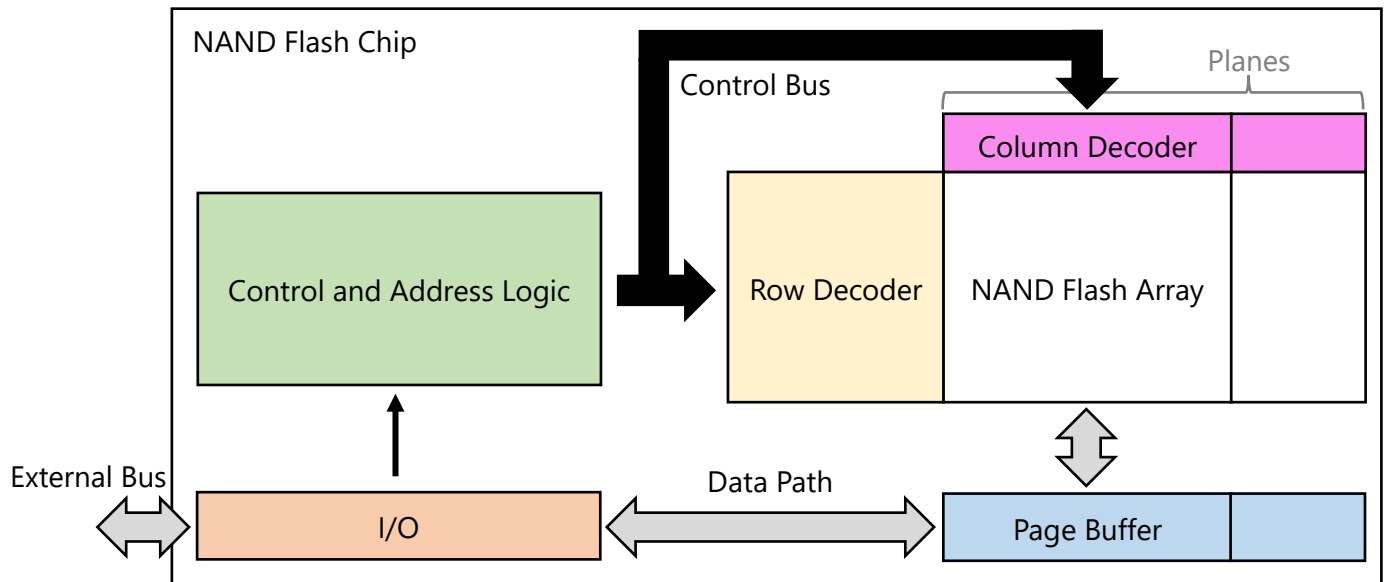 NAND Flash Chip
Planes
Control Bus
Column Decoder
Control and Address Logic
Row Decoder
NAND Flash Array
External Bus
Data Path
I/O
Page Buffer